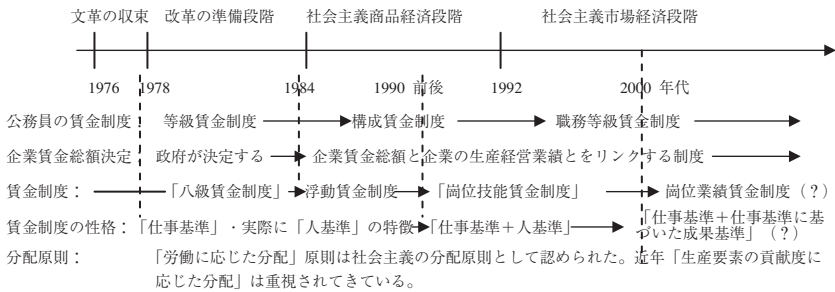 文革の収束 改革の準備段階 社会主義商品経済段階 社会主義市場経済段階
1976 1978 1984 1990 前後 1992 2000 年代
公務員の賃金制度: 等級賃金制度 構成賃金制度 職務等級賃金制度
企業賃金総額決定: 政府が決定する 企業賃金総額と企業の生産経営業績とをリンクする制度
賃金制度: 「八級賃金制度」 浮動賃金制度 「崗位技能賃金制度」 崗位業績賃金制度(?)
賃金制度の性格:「仕事基準」・実際に「人基準」の特徴 「仕事基準+人基準」 「仕事基準+仕事基準に基
づいた成果基準」(?)
分配原則: 「労働に応じた分配」原則は社会主義の分配原則として認められた。近年「生産要素の貢献度に
応じた分配」は重視されてきている。